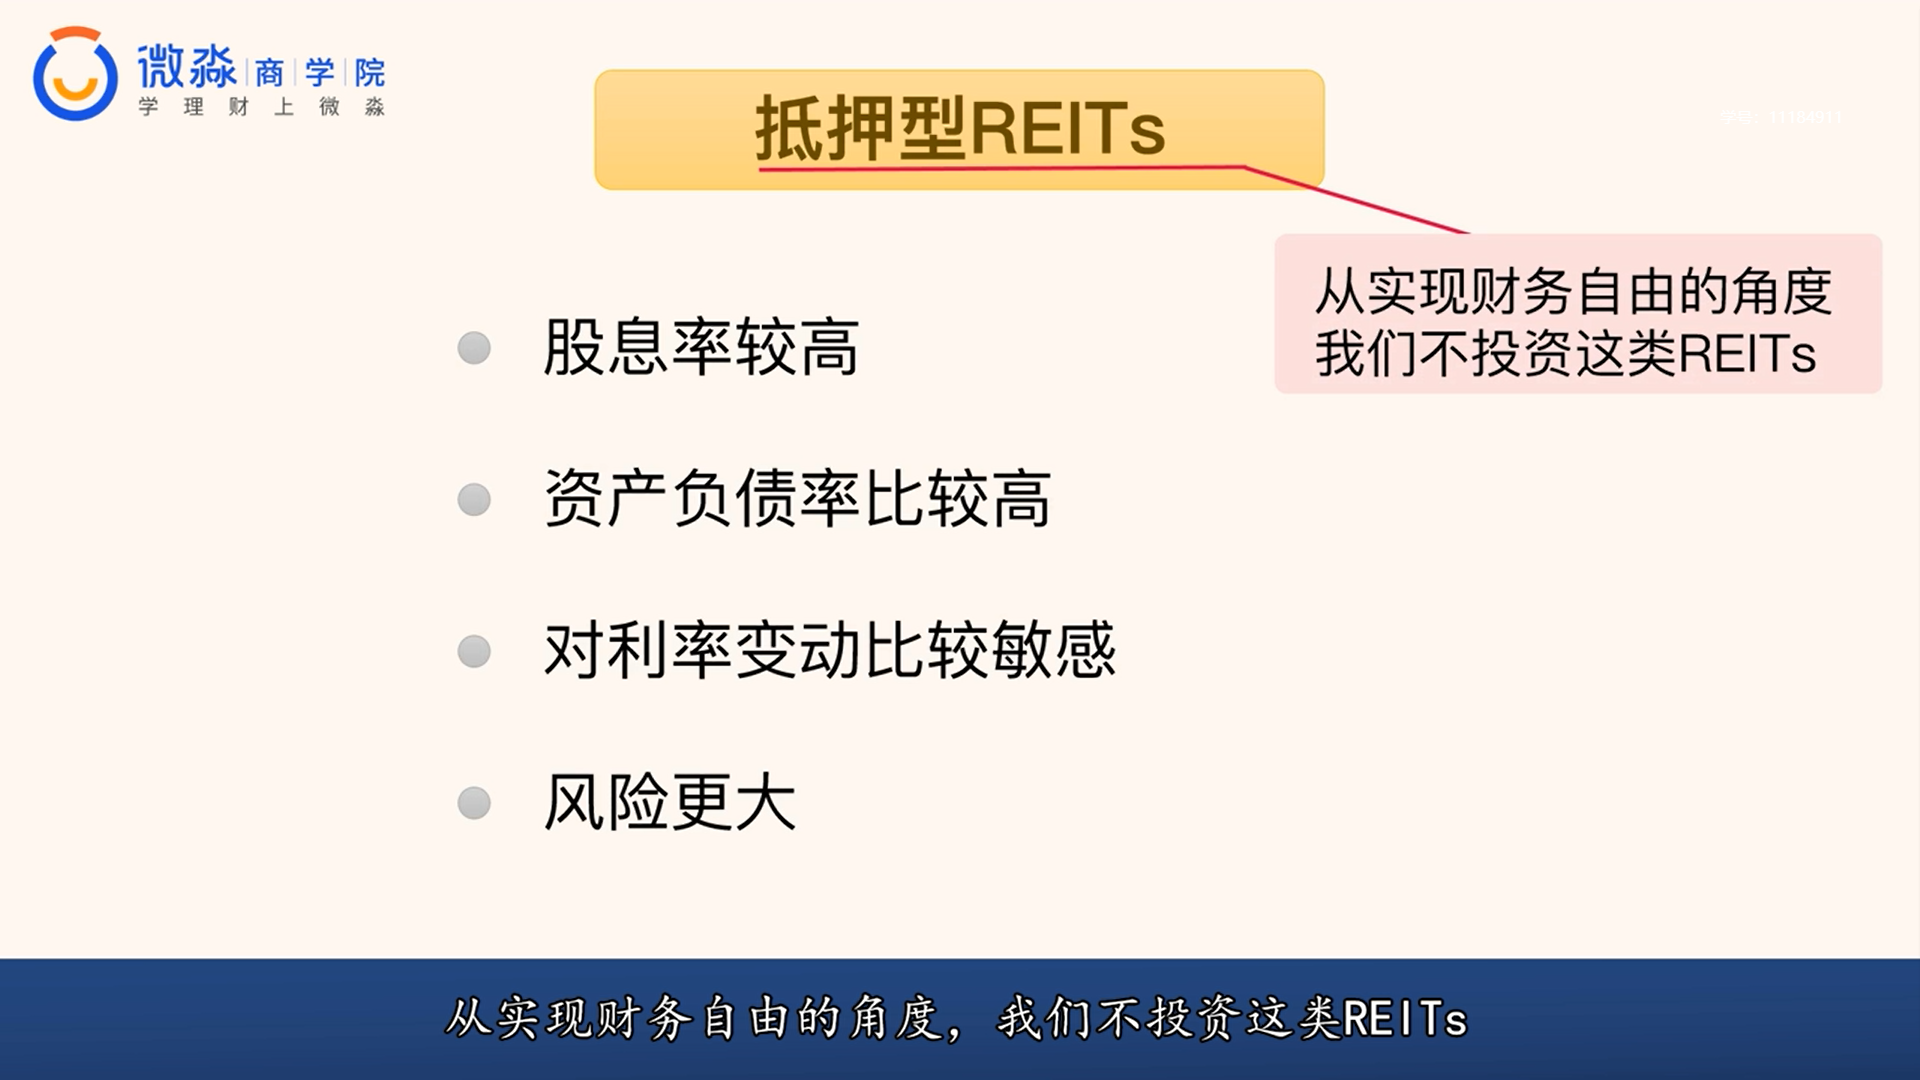 微淼商学院
学理财上微淼
抵押型REITs
从实现财务自由的角度
我们不投资这类REITs
股息率较高
资产负债率比较高
对利率变动比较敏感
风险更大
从实现财务自由的角度，我们不投资这类REITs